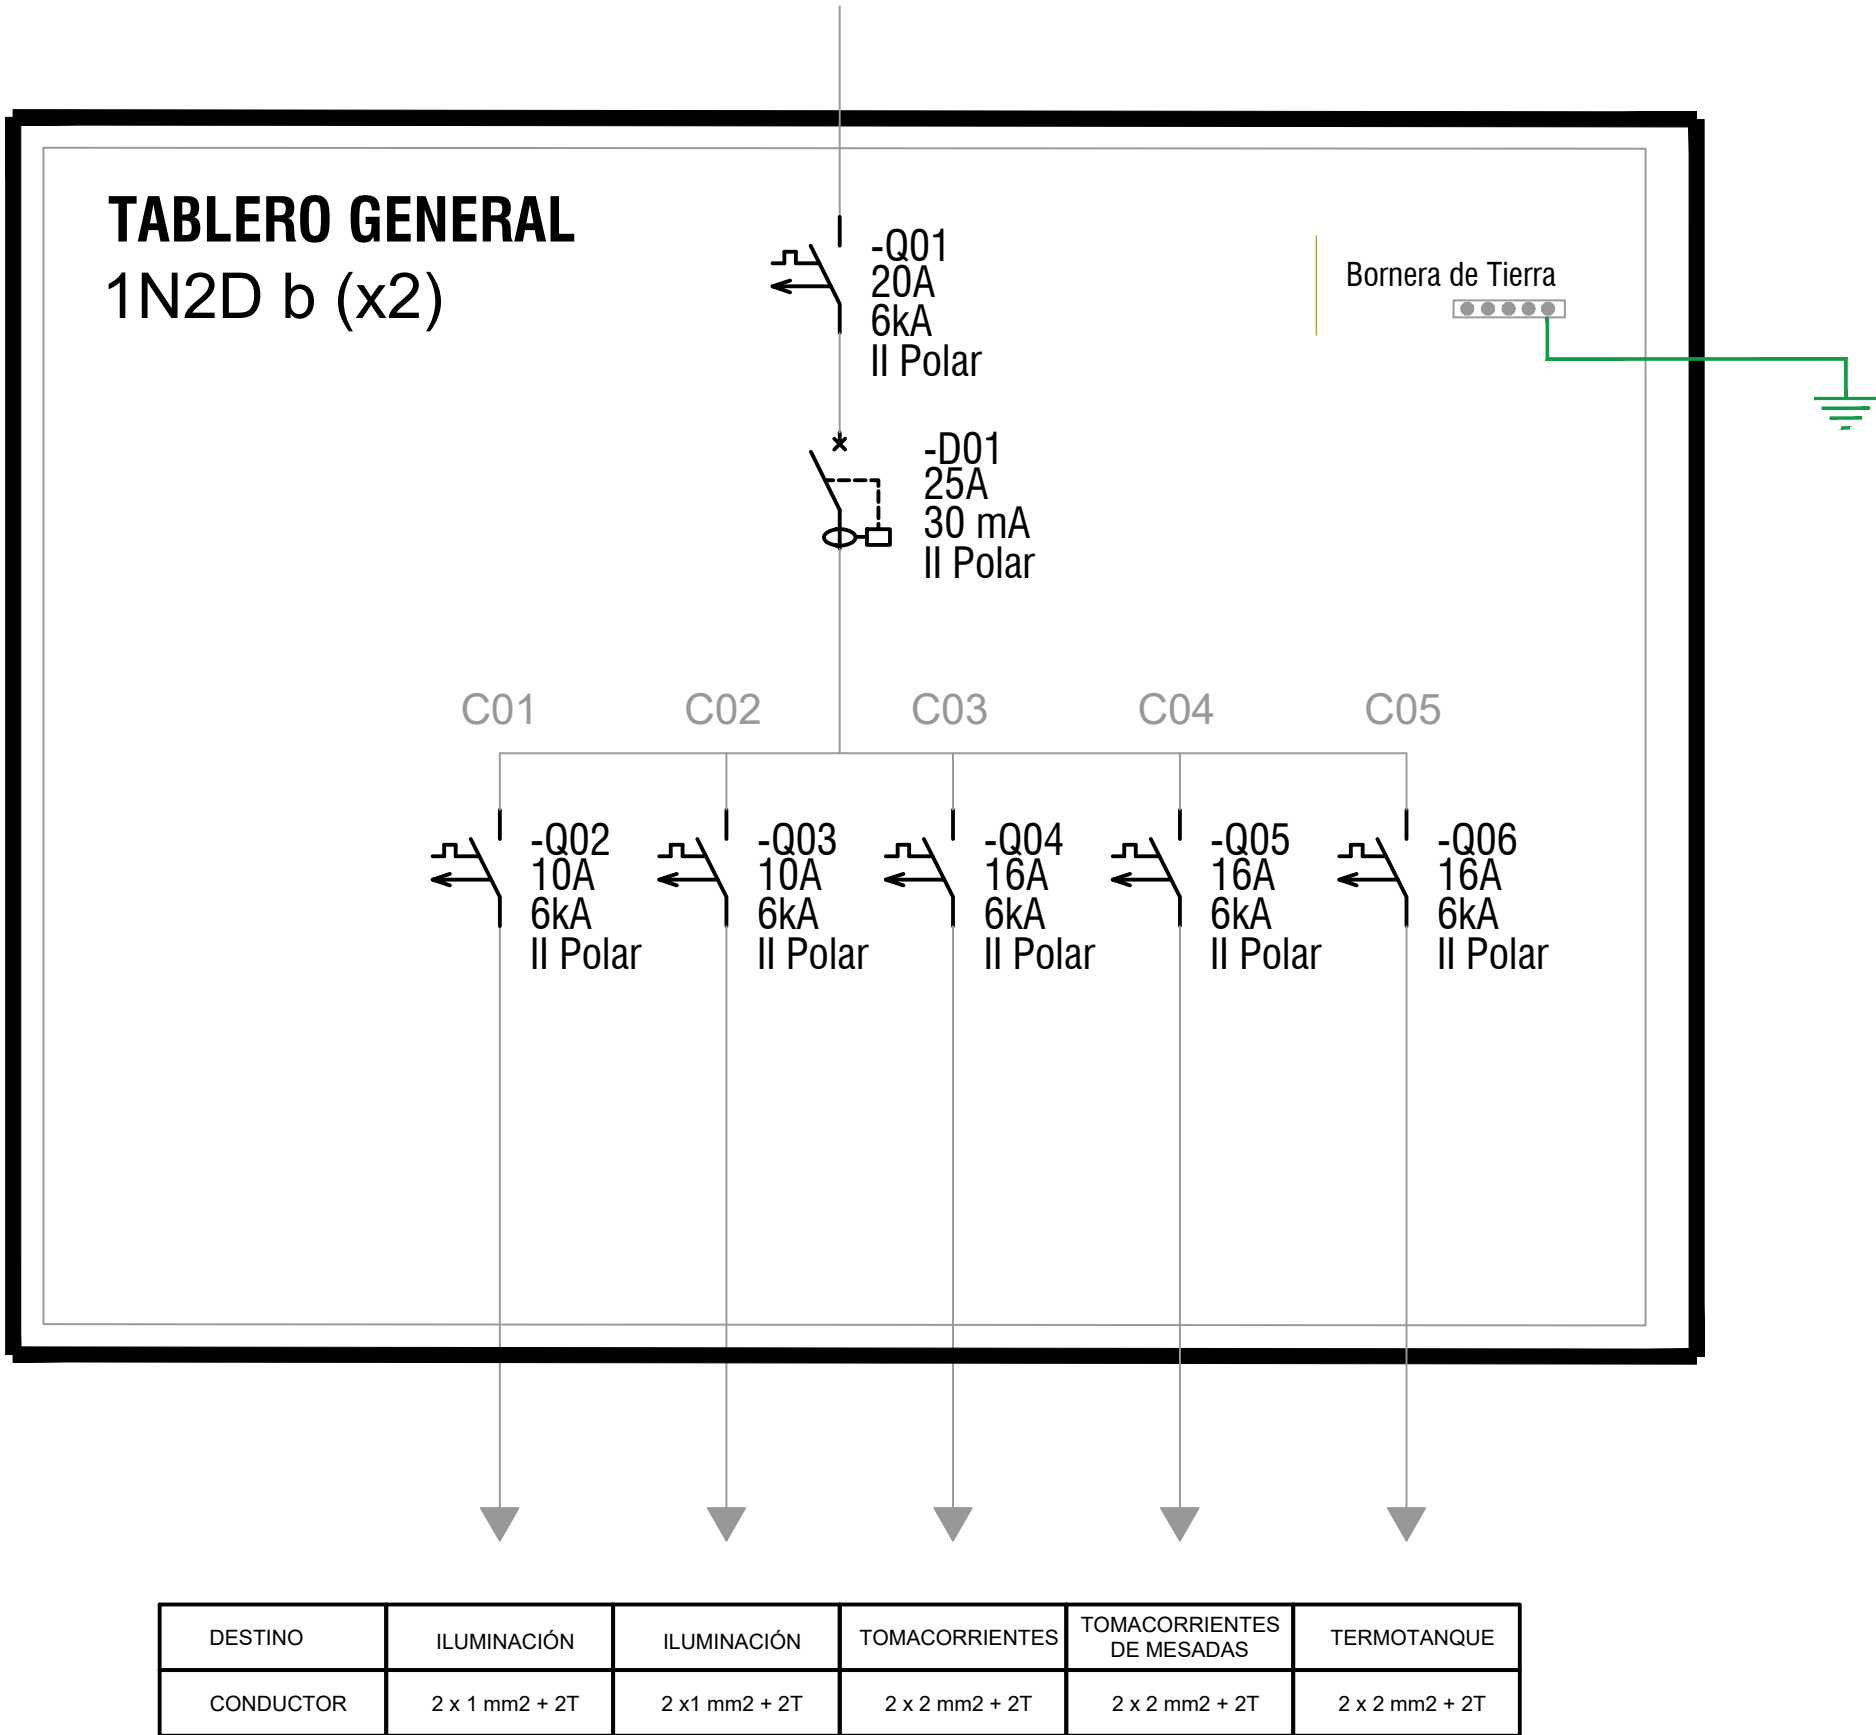 TABLERO GENERAL
1N2D b (x2)
-Q01
20A
6kA
II Polar
Bornera de Tierra
-D01
25A
30 mA
II Polar
C01
C02
C03
C04
C05
-Q02
10A
6kA
II Polar
-Q03
10A
6kA
II Polar
-Q04
16A
6kA
II Polar
-Q05
16A
6kA
II Polar
-Q06
16A
6kA
II Polar
DESTINO
ILUMINACIÓN
ILUMINACIÓN
TOMACORRIENTES
TOMACORRIENTES
DE MESADAS
TERMOTANQUE
CONDUCTOR
2 x 1 mm2 + 2T
2 x1 mm2 + 2T
2 x 2 mm2 + 2T
2 x 2 mm2 + 2T
2 x 2 mm2 + 2T